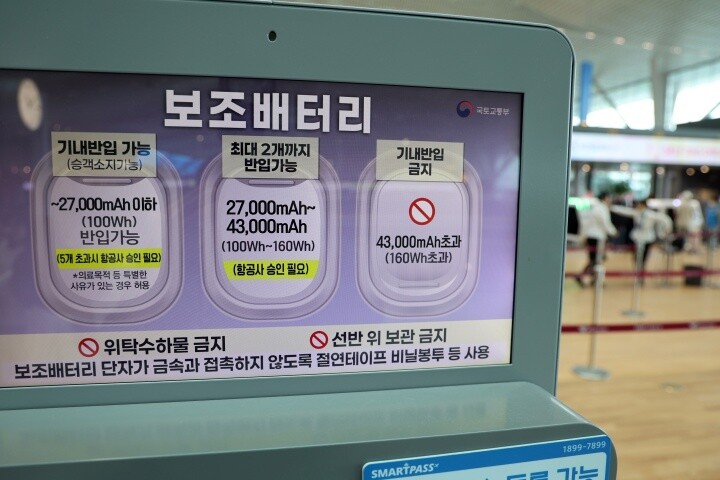 보조배터리
국토교통부
기내반입 가능
(승객소지가능)
~27,000mAh 이하
(100Wh)
반입가능
(5개 초과시 항공사 승인 필요)
*의료목적 등 특별한
사유가 있는 경우 허용
최대 2개까지
반입가능
27,000mAh~
43,000mAh
(100Wh~160Wh)
(항공사 승인 필요)
기내반입
금지
43,000mAh초과
(160Wh초과)
위탁수하물 금지
선반 위 보관 금지
보조배터리 단자가 금속과 접촉하지 않도록 절연테이프 비닐봉투 등 사용
1899-7899
SMARTPASS
등록 가능